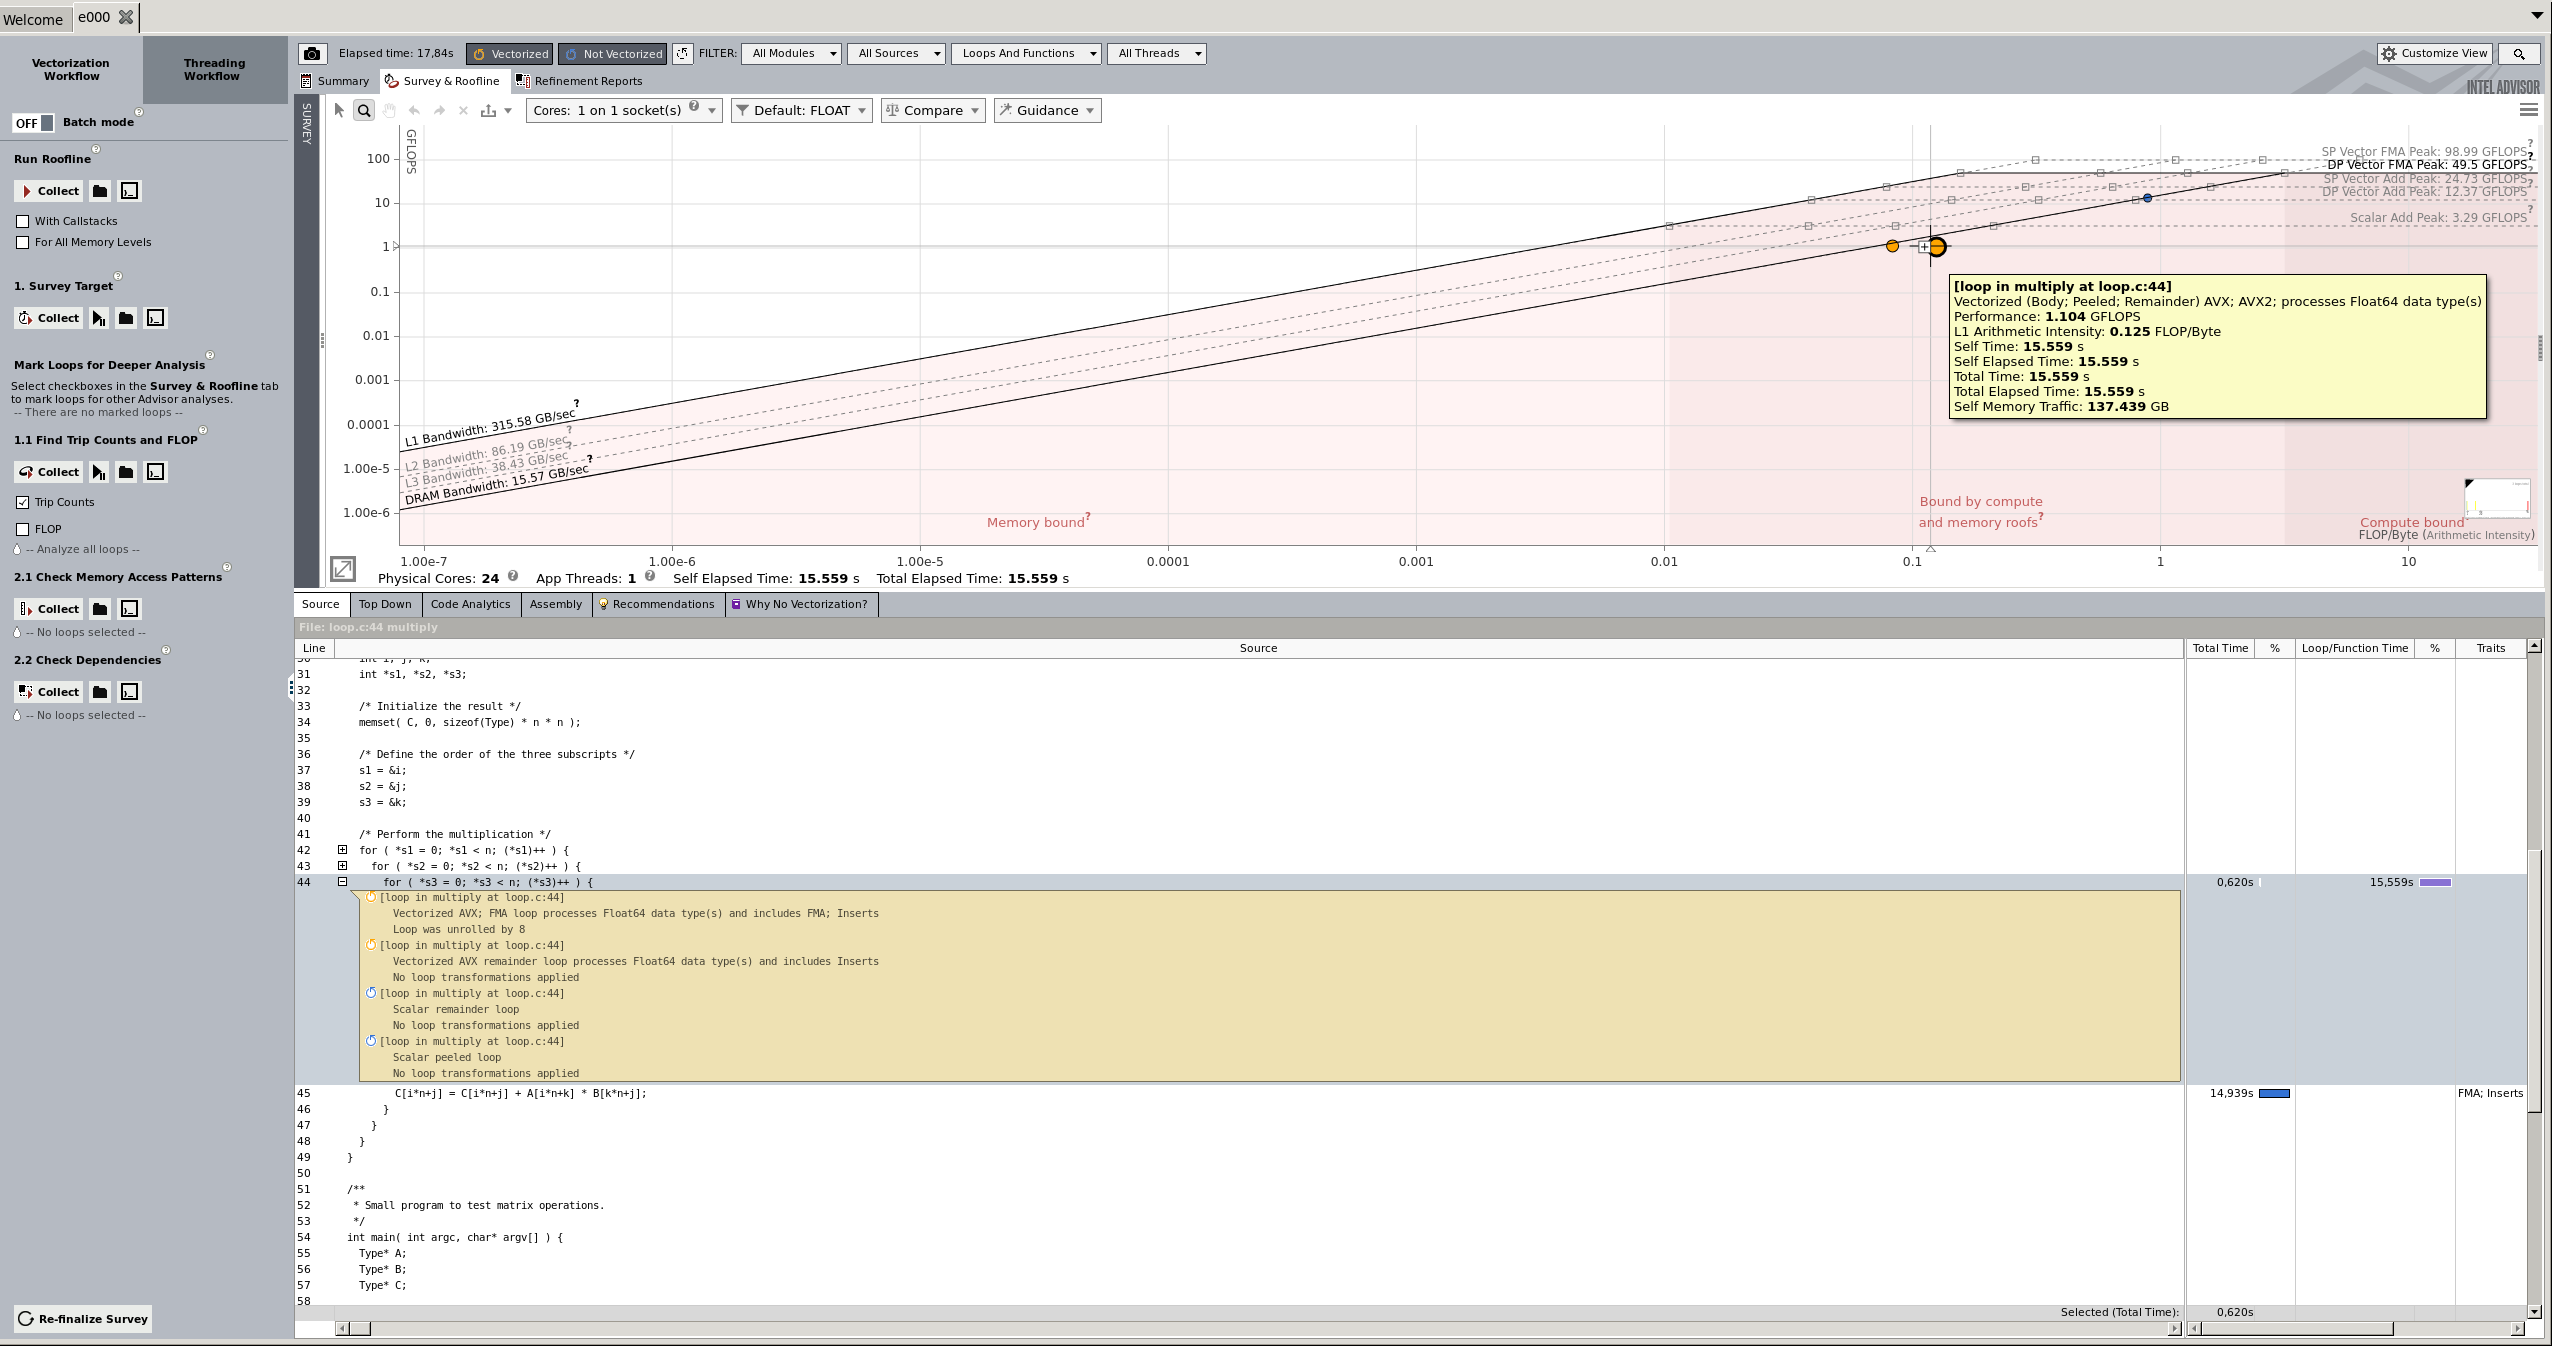 Welcome
e000
Vectorization Workflow
Threading Workflow
OFF Batch mode
Run Roofline
Collect
With Callstacks
For All Memory Levels
1. Survey Target
Collect
Mark Loops for Deeper Analysis
Select checkboxes in the Survey & Roofline tab
to mark loops for other Advisor analyses.
-- There are no marked loops --
1.1 Find Trip Counts and FLOP
Collect
Trip Counts
FLOP
-- Analyze all loops --
2.1 Check Memory Access Patterns
Collect
-- No loops selected --
2.2 Check Dependencies
Collect
-- No loops selected --
Re-finalize Survey
Elapsed time: 17,84s Vectorized Not Vectorized FILTER: All Modules All Sources Loops And Functions All Threads Customize View
Summary Survey & Roofline Refinement Reports
INTEL ADVISOR
SURVEY
Cores: 1 on 1 socket(s) ? Default: FLOAT Compare Guidance
GFLOPS
100
10
1
0.1
0.01
0.001
0.0001
1.00e-5
1.00e-6
SP Vector FMA Peak: 98.99 GFLOPS?
DP Vector FMA Peak: 49.5 GFLOPS?
SP Vector Add Peak: 24.73 GFLOPS?
DP Vector Add Peak: 12.37 GFLOPS?
Scalar Add Peak: 3.29 GFLOPS?
[loop in multiply at loop.c:44]
Vectorized (Body; Peeled; Remainder) AVX; AVX2; processes Float64 data type(s)
Performance: 1.104 GFLOPS
L1 Arithmetic Intensity: 0.125 FLOP/Byte
Self Time: 15.559 s
Self Elapsed Time: 15.559 s
Total Time: 15.559 s
Total Elapsed Time: 15.559 s
Self Memory Traffic: 137.439 GB
L1 Bandwidth: 315.58 GB/sec?
L2 Bandwidth: 86.19 GB/sec?
L3 Bandwidth: 38.43 GB/sec?
DRAM Bandwidth: 15.57 GB/sec?
Memory bound?
Bound by compute
and memory roofs?
Compute bound?
FLOP/Byte (Arithmetic Intensity)
1.00e-7 1.00e-6 1.00e-5 0.0001 0.001 0.01 0.1 1 10
Physical Cores: 24 ? App Threads: 1 ? Self Elapsed Time: 15.559 s Total Elapsed Time: 15.559 s
Source Top Down Code Analytics Assembly Recommendations Why No Vectorization?
File: loop.c:44 multiply
Line Source Total Time % Loop/Function Time % Traits
30 int i, j, k;
31 int *s1, *s2, *s3;
32
33 /* Initialize the result */
34 memset( C, 0, sizeof(Type) * n * n );
35
36 /* Define the order of the three subscripts */
37 s1 = &i;
38 s2 = &j;
39 s3 = &k;
40
41 /* Perform the multiplication */
42 for ( *s1 = 0; *s1 < n; (*s1)++ ) {
43 for ( *s2 = 0; *s2 < n; (*s2)++ ) {
44 for ( *s3 = 0; *s3 < n; (*s3)++ ) { 0,620s 15,559s
[loop in multiply at loop.c:44]
Vectorized AVX; FMA loop processes Float64 data type(s) and includes FMA; Inserts
Loop was unrolled by 8
[loop in multiply at loop.c:44]
Vectorized AVX remainder loop processes Float64 data type(s) and includes Inserts
No loop transformations applied
[loop in multiply at loop.c:44]
Scalar remainder loop
No loop transformations applied
[loop in multiply at loop.c:44]
Scalar peeled loop
No loop transformations applied
45 C[i*n+j] = C[i*n+j] + A[i*n+k] * B[k*n+j]; 14,939s FMA; Inserts
46 }
47 }
48 }
49 }
50
51 /**
52 * Small program to test matrix operations.
53 */
54 int main( int argc, char* argv[] ) {
55 Type* A;
56 Type* B;
57 Type* C;
58
Selected (Total Time): 0,620s